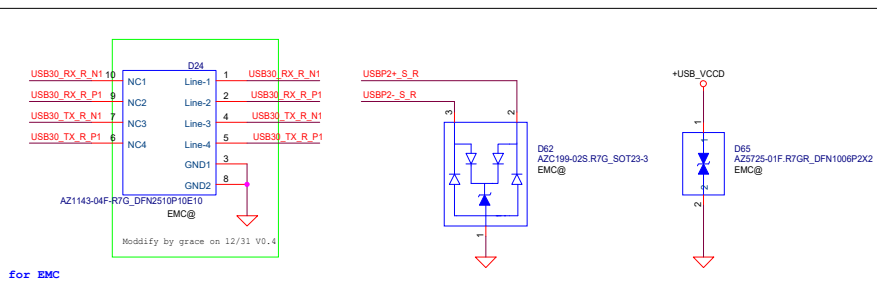 D24
USB30_RX_R_N1 10 NC1 Line-1 1 USB30_RX_R_N1
USB30_RX_R_P1 9 NC2 Line-2 2 USB30_RX_R_P1
USB30_TX_R_N1 7 NC3 Line-3 4 USB30_TX_R_N1
USB30_TX_R_P1 6 NC4 Line-4 5 USB30_TX_R_P1
GND1 3
GND2 8
AZ1143-04F-R7G_DFN2510P10E10
EMC@
Moddify by grace on 12/31 V0.4
for EMC
USBP2+_S_R
USBP2-_S_R
3 2
D62
AZC199-02S.R7G_SOT23-3
EMC@
1
+USB_VCCD
1
1
D65
AZ5725-01F.R7GR_DFN1006P2X2
EMC@
2
2